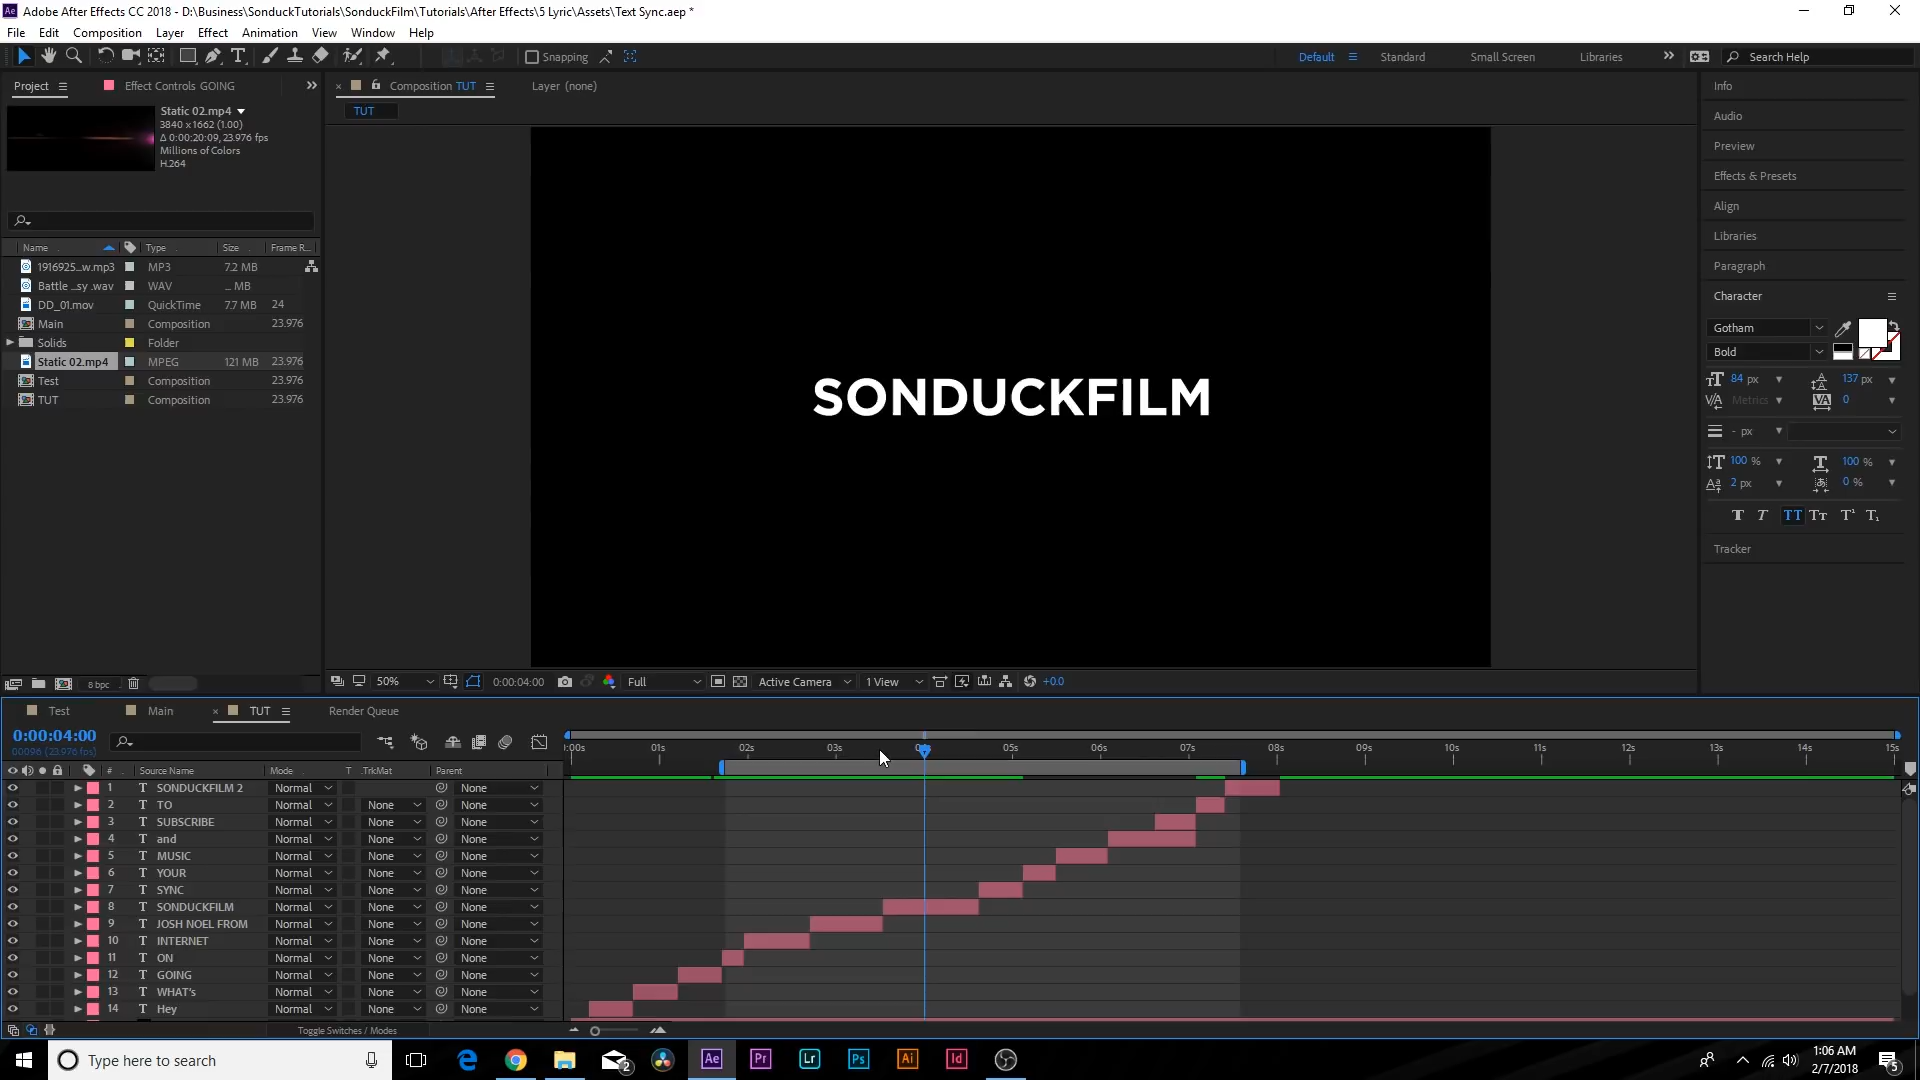 Adobe After Effects CC 2018 - D:\Business\SonduckTutorials\SonduckFilm\Tutorials\After Effects\5 Lyric\Assets\Text Sync.aep *
File Edit Composition Layer Effect Animation View Window Help
Snapping Default Standard Small Screen Libraries Search Help
Project Effect Controls GOING Composition TUT Layer (none) Info
Static 02.mp4 TUT
3840 x 1662 (1.00) Audio
Δ 0:00:20:09, 23.976 fps
Millions of Colors Preview
H.264
Effects & Presets
Align
Libraries
Name Type Size Frame R...
1916925...w.mp3 MP3 7.2 MB Paragraph
Battle ...sy .wav WAV ... MB
DD_01.mov QuickTime 7.7 MB 24 Character
Main Composition 23.976 Gotham
Solids Folder Bold
Static 02.mp4 MPEG 121 MB 23.976
Test Composition 23.976 84 px 137 px
TUT Composition 23.976 Metrics 0
SONDUCKFILM
- px
100 % 100 %
2 px 0 %
Tracker
8 bpc 50% 0:00:04:00 Full Active Camera 1 View +0.0
Test Main TUT Render Queue
0:00:04:00
00096 (23.976 fps)
:00s 01s 02s 03s 05s 06s 07s 08s 09s 10s 11s 12s 13s 14s 15s
# Source Name Mode T .TrkMat Parent
1 T SONDUCKFILM 2 Normal None
2 T TO Normal None None
3 T SUBSCRIBE Normal None None
4 T and Normal None None
5 T MUSIC Normal None None
6 T YOUR Normal None None
7 T SYNC Normal None None
8 T SONDUCKFILM Normal None None
9 T JOSH NOEL FROM Normal None None
10 T INTERNET Normal None None
11 T ON Normal None None
12 T GOING Normal None None
13 T WHAT's Normal None None
14 T Hey Normal None None
Toggle Switches / Modes
Type here to search 2 Ae Pr Lr Ps Ai Id 1:06 AM
2/7/2018 5